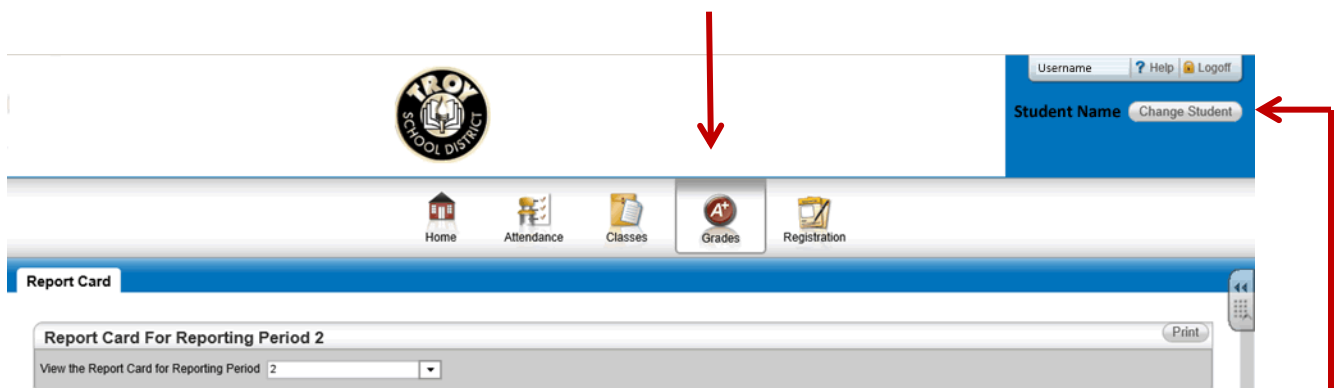 TROY
SCHOOL DISTRICT
Username ? Help Logoff
Student Name Change Student
A+
Home Attendance Classes Grades Registration
Report Card
Report Card For Reporting Period 2 Print
View the Report Card for Reporting Period 2